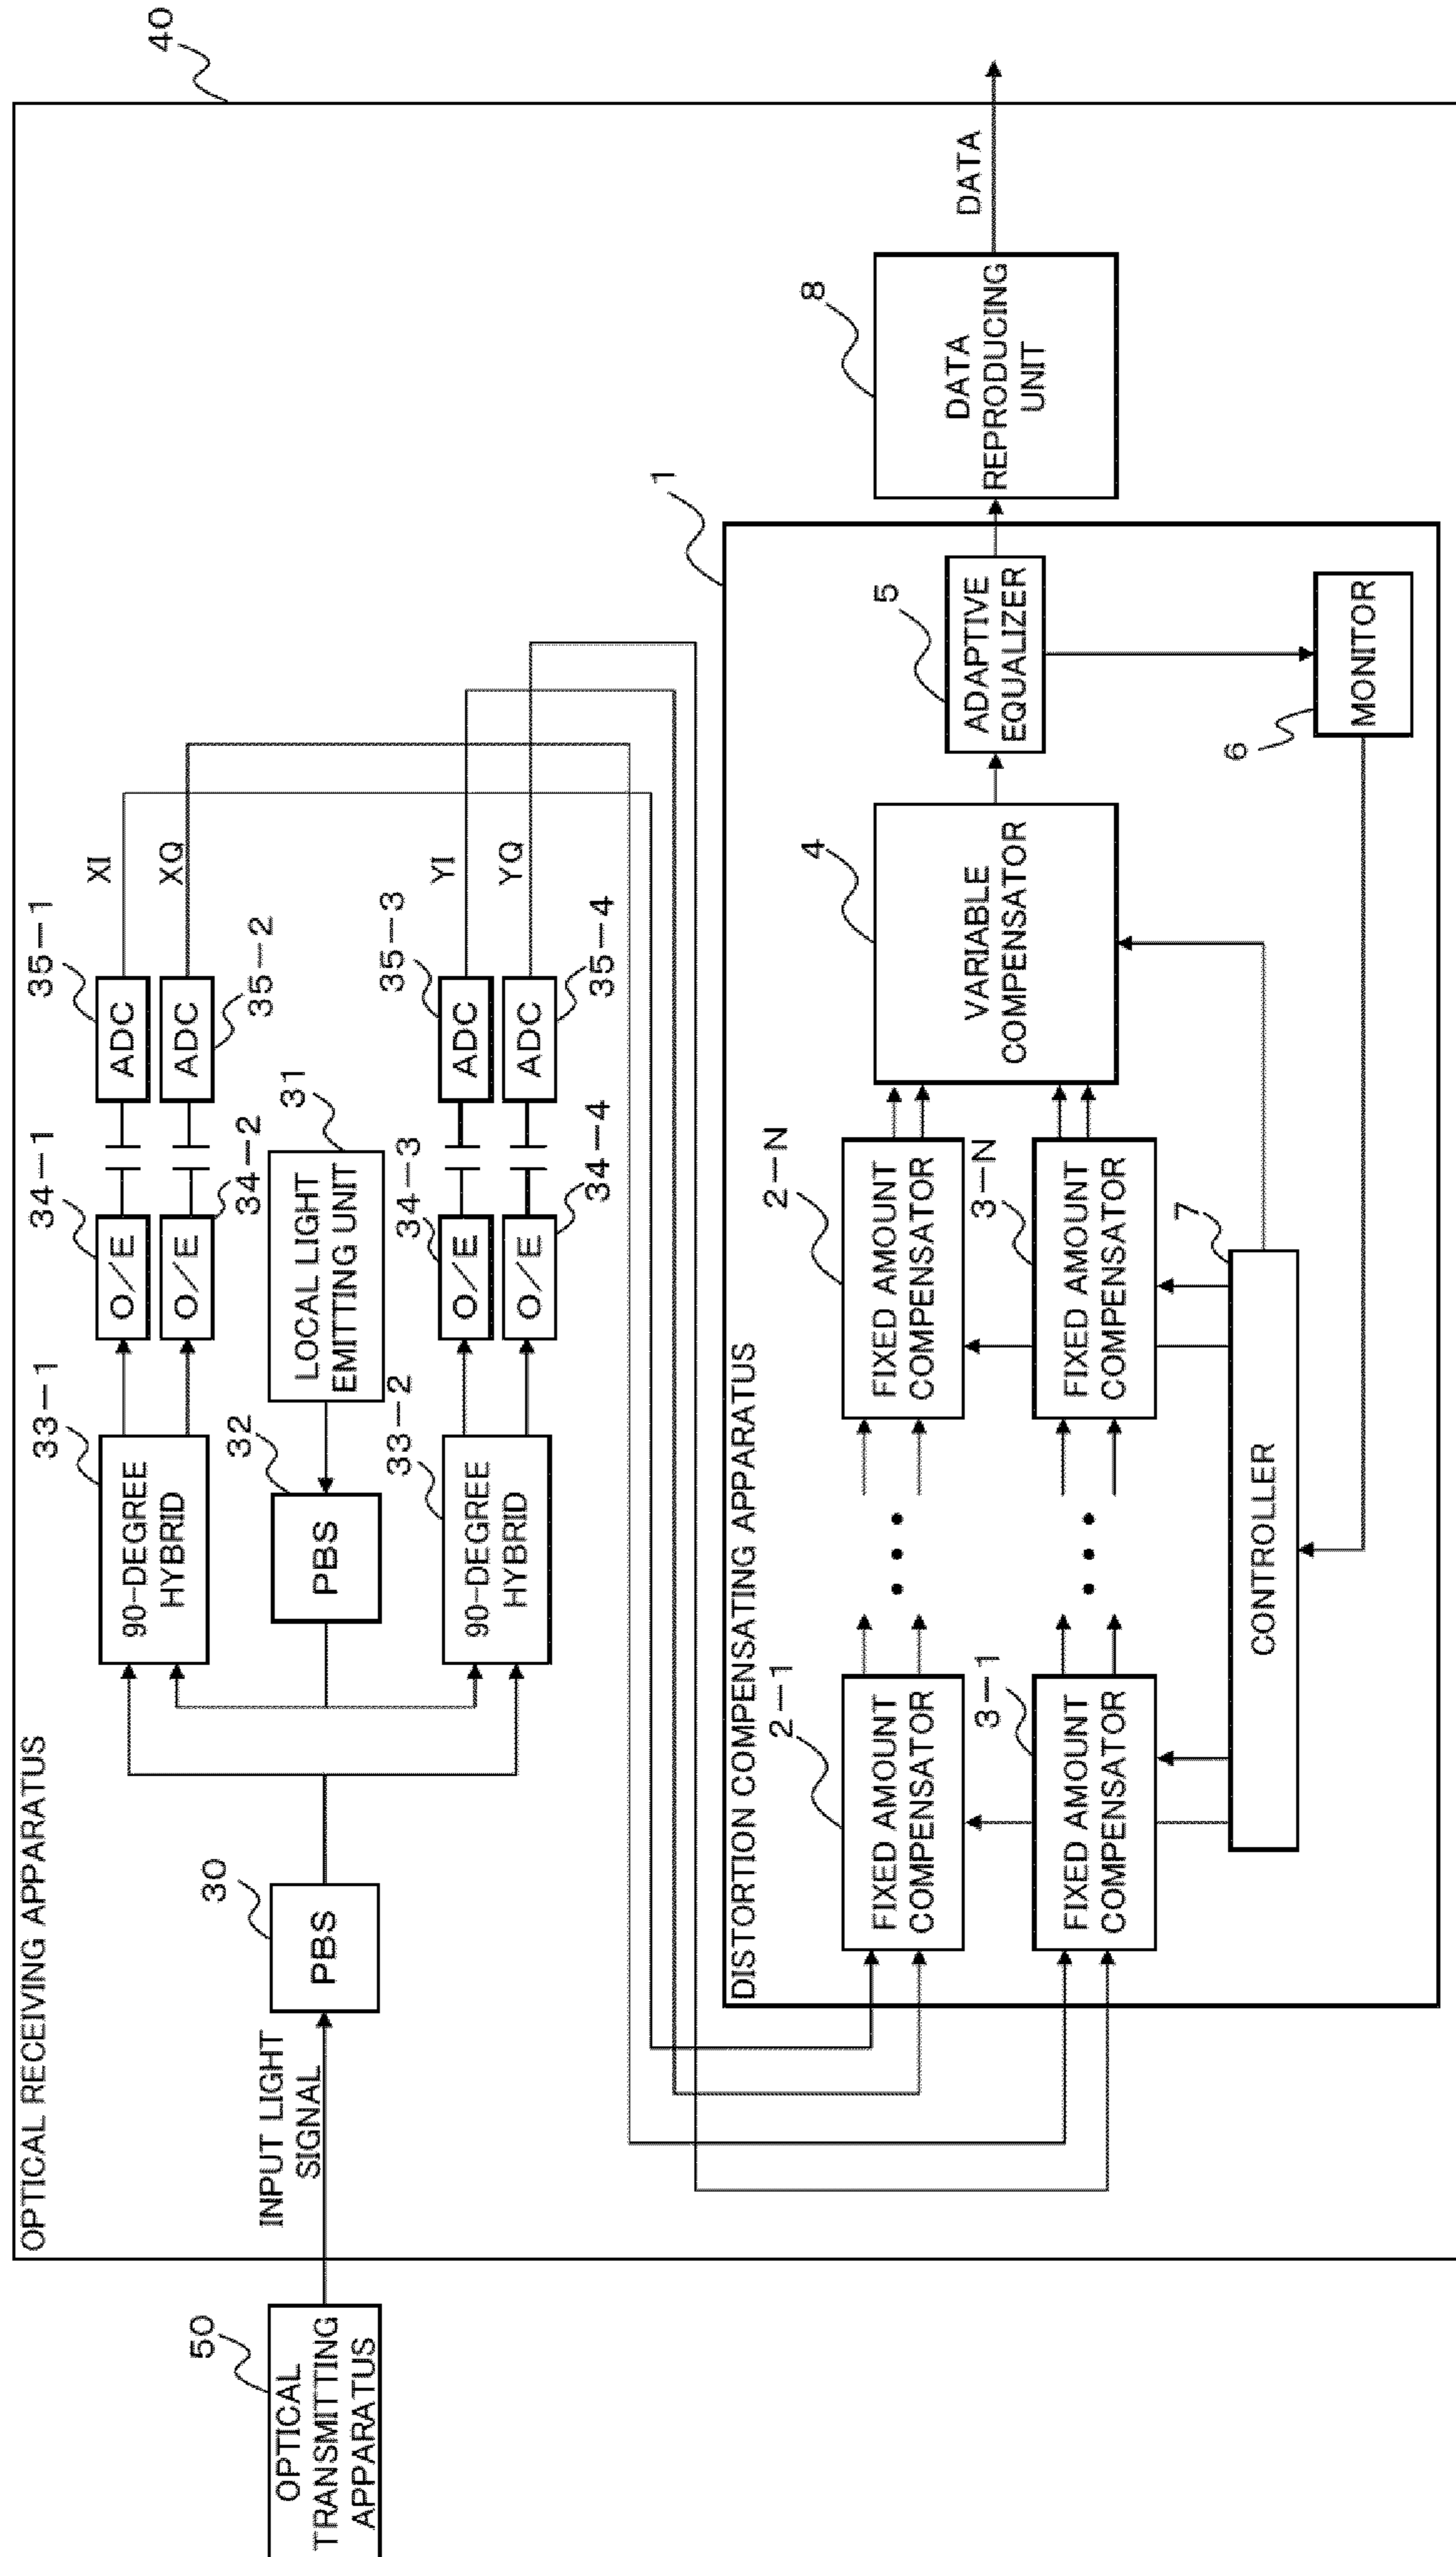 40
OPTICAL RECEIVING APPARATUS
50
OPTICAL
TRANSMITTING
APPARATUS
INPUT LIGHT
SIGNAL
30
PBS
33-1
90-DEGREE
HYBRID
34-1
O/E
O/E
34-2
35-1
ADC
ADC
35-2
XI
XQ
32
PBS
31
LOCAL LIGHT
EMITTING UNIT
33-2
90-DEGREE
HYBRID
34-3
O/E
O/E
34-4
35-3
ADC
ADC
35-4
YI
YQ
1
DISTORTION COMPENSATING APPARATUS
2-1
FIXED AMOUNT
COMPENSATOR
2-N
FIXED AMOUNT
COMPENSATOR
3-1
FIXED AMOUNT
COMPENSATOR
3-N
FIXED AMOUNT
COMPENSATOR
4
VARIABLE
COMPENSATOR
5
ADAPTIVE
EQUALIZER
6
MONITOR
7
CONTROLLER
8
DATA
REPRODUCING
UNIT
DATA